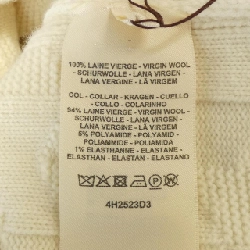 100% LAINE VIERGE - VIRGIN WOOL
- SCHURWOLLE - LANA VIRGEN -
LANA VERGINE - LÃ VIRGEM
COL - COLLAR - KRAGEN - CUELLO
- COLLO - COLARINHO
94% LAINE VIERGE - VIRGIN WOOL
- SCHURWOLLE - LANA VIRGEN -
LANA VERGINE - LÃ VIRGEM
5% POLYAMIDE - POLYAMID -
POLIAMMIDE - POLIAMIDA
1% ELASTHANNE - ELASTANE -
ELASTHAN - ELASTAN - ELASTANO
4H2523D3